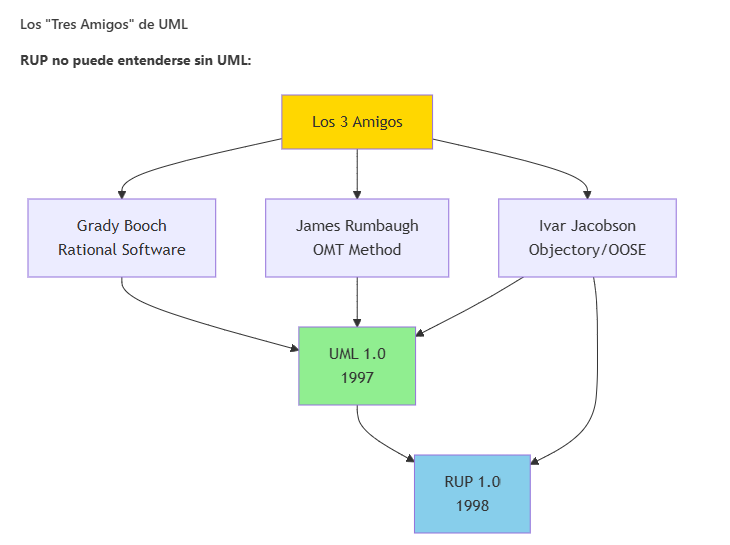 Los "Tres Amigos" de UML
RUP no puede entenderse sin UML:
Los 3 Amigos
Grady Booch
Rational Software
James Rumbaugh
OMT Method
Ivar Jacobson
Objectory/OOSE
UML 1.0
1997
RUP 1.0
1998